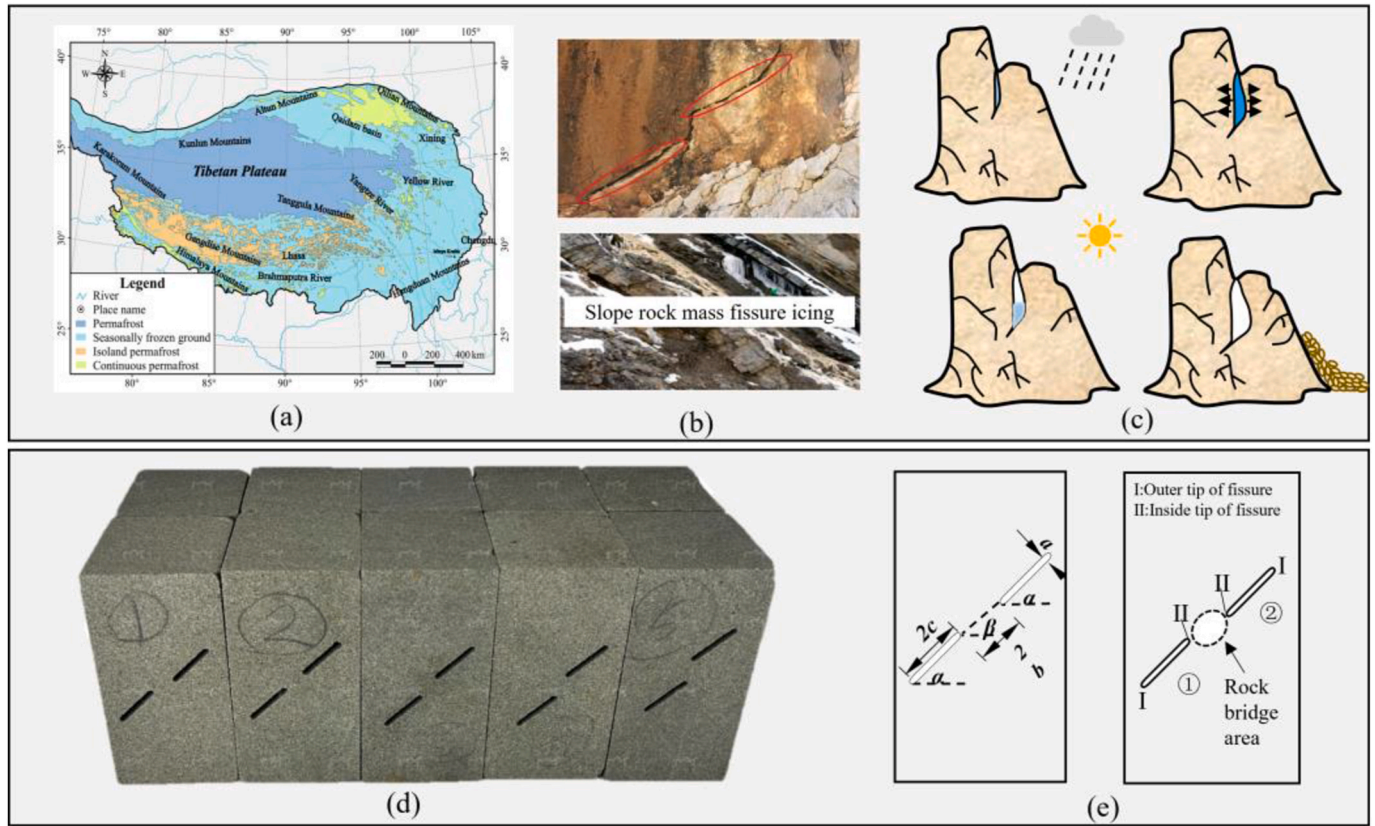 75°
80°
85°
90°
95°
100°
105°
40°
35°
30°
25°
40°
35°
30°
25°
N
W
E
S
Altun Mountains
Qilian Mountains
Qaidam basin
Xining
Kunlun Mountains
Karakorum Mountains
Tibetan Plateau
Yangtze River
Yellow River
Tanggula Mountains
Gangdise Mountains
Lhasa
Chengdu
Himalaya Mountains
Brahmaputra River
Hengduan Mountains
Legend
River
Place name
Permafrost
Seasonally frozen ground
Isoland permafrost
Continuous permafrost
200 0 200 400 km
80°
85°
90°
95°
100°
(a)
Slope rock mass fissure icing
(b)
(c)
1
2
(d)
a
α
2c
β
2
b
α
I:Outer tip of fissure
II:Inside tip of fissure
I
II
II
②
①
I
Rock
bridge
area
(e)